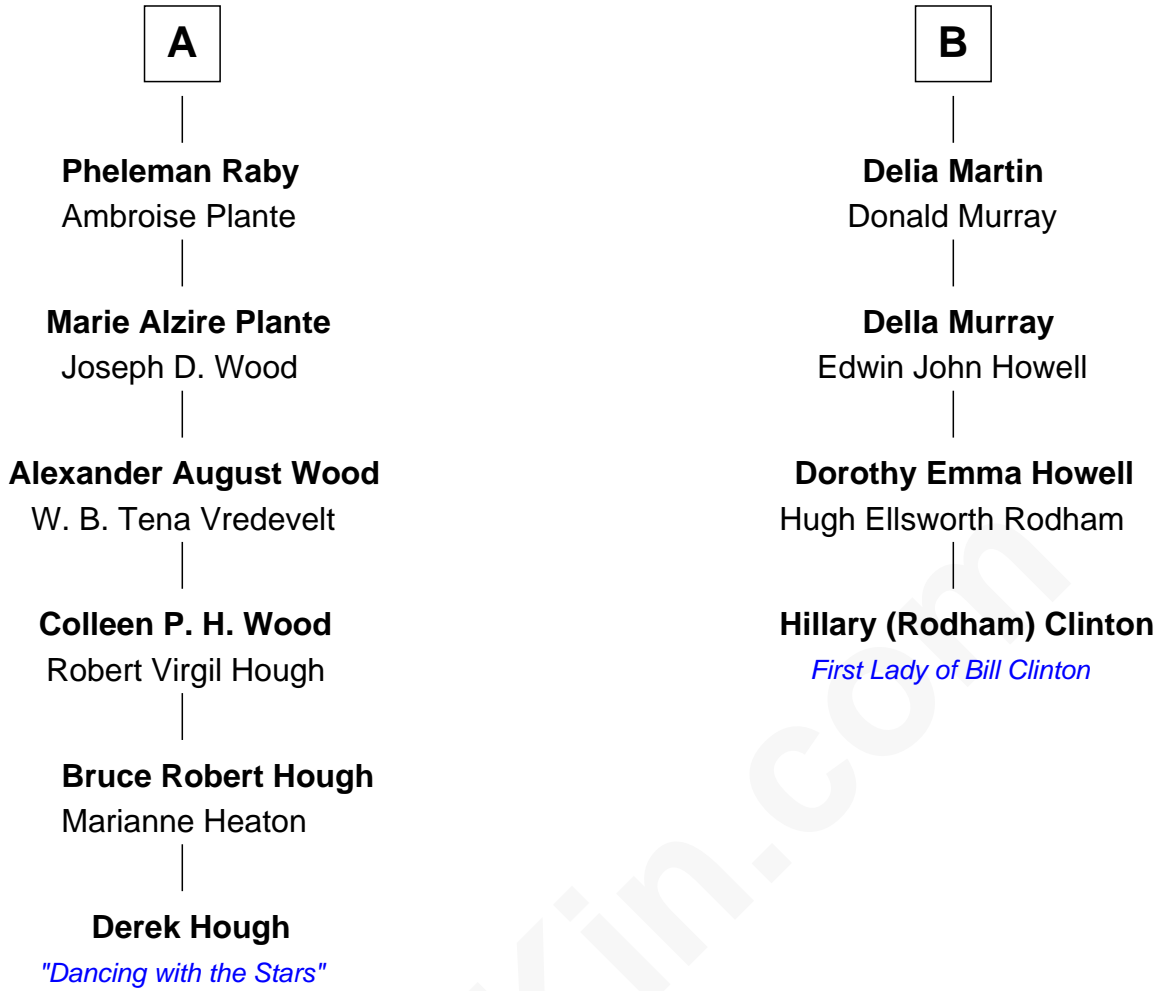 A
Pheleman Raby
Ambroise Plante
Marie Alzire Plante
Joseph D. Wood
Alexander August Wood
W. B. Tena Vredevelt
Colleen P. H. Wood
Robert Virgil Hough
Bruce Robert Hough
Marianne Heaton
Derek Hough
"Dancing with the Stars"
B
Delia Martin
Donald Murray
Della Murray
Edwin John Howell
Dorothy Emma Howell
Hugh Ellsworth Rodham
Hillary (Rodham) Clinton
First Lady of Bill Clinton